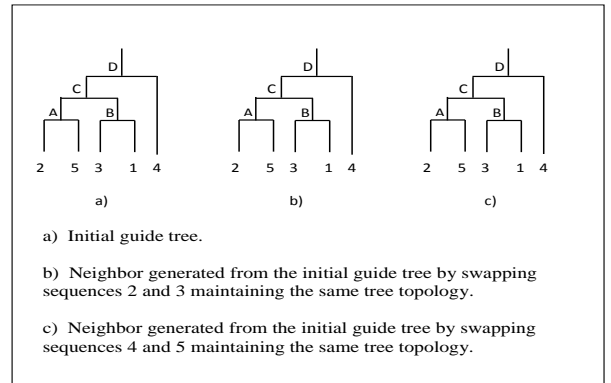 D D D
C C C
A B A B A B
2 5 3 1 4 2 5 3 1 4 2 5 3 1 4
a) b) c)
a) Initial guide tree.
b) Neighbor generated from the initial guide tree by swapping
sequences 2 and 3 maintaining the same tree topology.
c) Neighbor generated from the initial guide tree by swapping
sequences 4 and 5 maintaining the same tree topology.